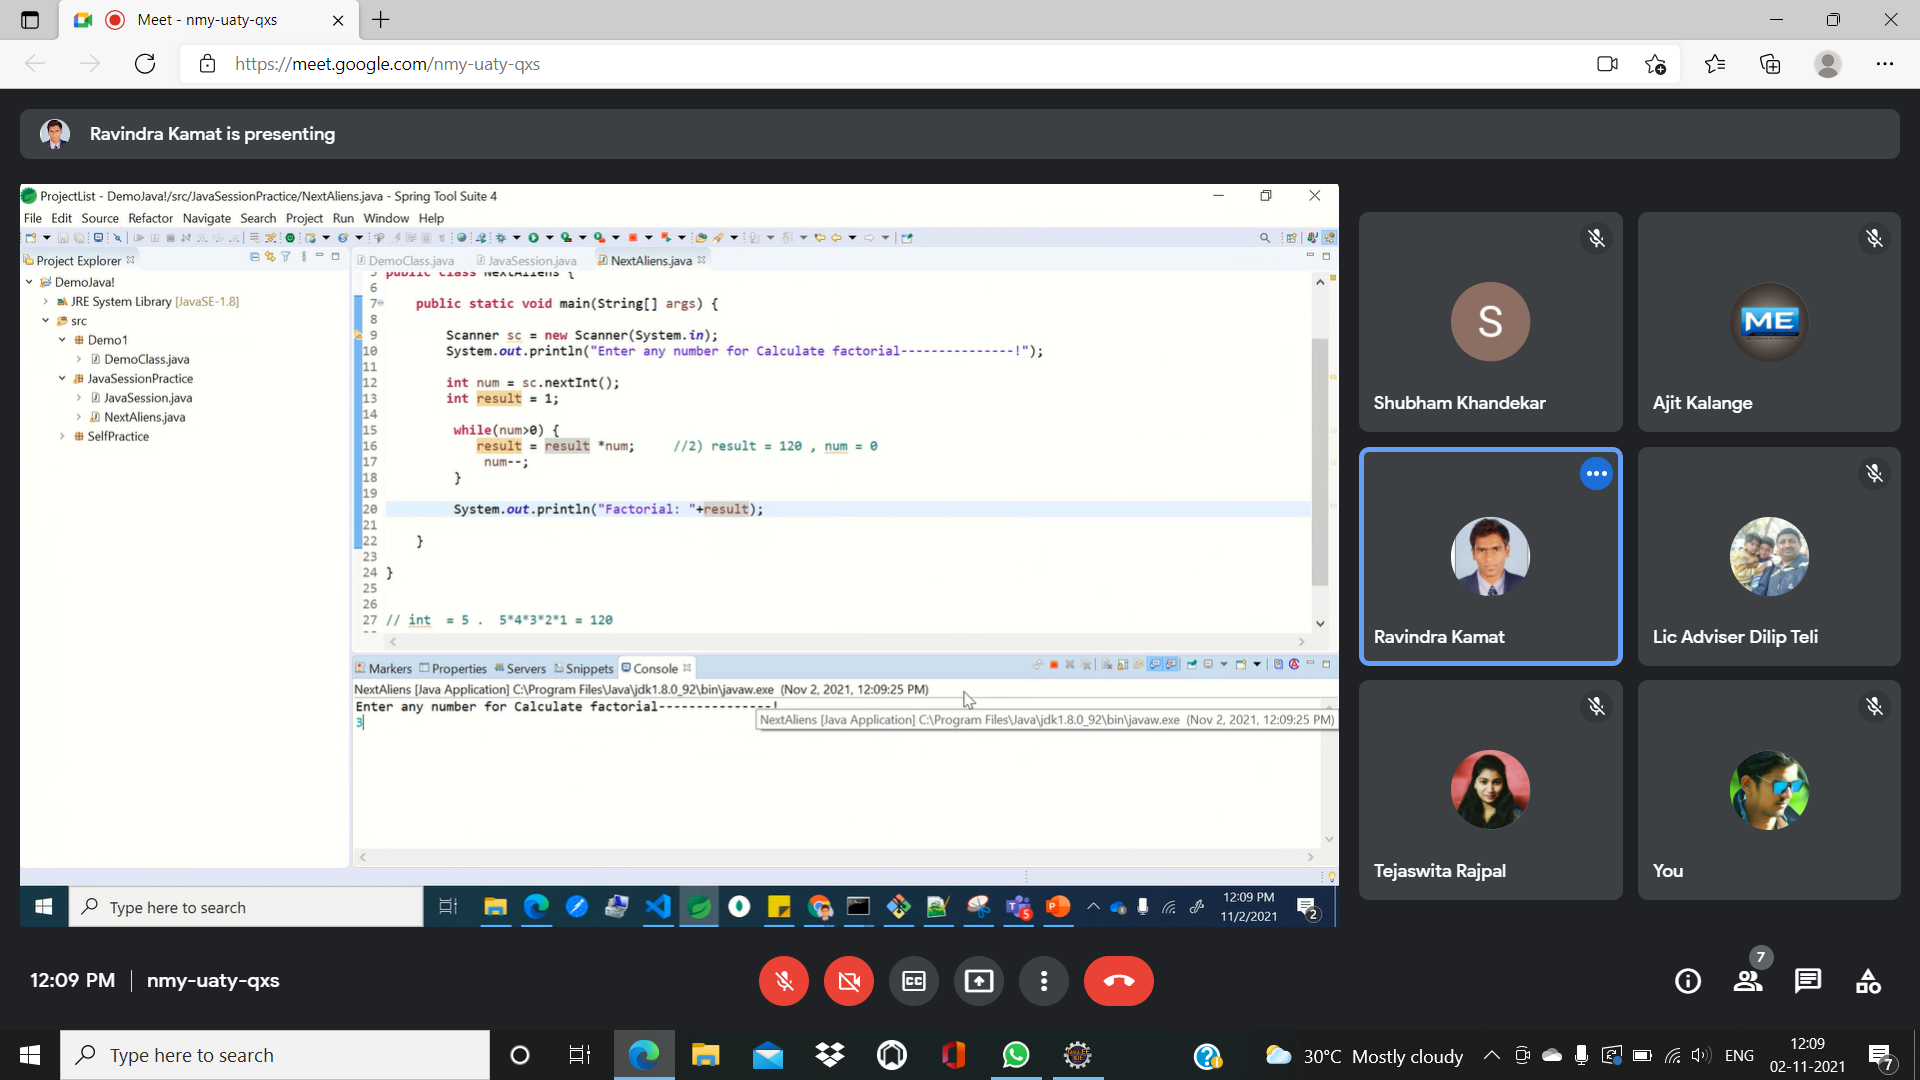 Meet - nmy-uaty-qxs
https://meet.google.com/nmy-uaty-qxs
Ravindra Kamat is presenting
ProjectList - DemoJava!/src/JavaSessionPractice/NextAliens.java - Spring Tool Suite 4
File Edit Source Refactor Navigate Search Project Run Window Help
Project Explorer
DemoJava!
JRE System Library [JavaSE-1.8]
src
Demo1
DemoClass.java
JavaSessionPractice
JavaSession.java
NextAliens.java
SelfPractice
DemoClass.java JavaSession.java NextAliens.java
5 public class NextAliens {
6
7 public static void main(String[] args) {
8
9 Scanner sc = new Scanner(System.in);
10 System.out.println("Enter any number for Calculate factorial---------------!");
11
12 int num = sc.nextInt();
13 int result = 1;
14
15 while(num>0) {
16 result = result *num; //2) result = 120 , num = 0
17 num--;
18 }
19
20 System.out.println("Factorial: "+result);
21
22 }
23
24 }
25
26
27 // int = 5 . 5*4*3*2*1 = 120
Markers Properties Servers Snippets Console
NextAliens [Java Application] C:\Program Files\Java\jdk1.8.0_92\bin\javaw.exe (Nov 2, 2021, 12:09:25 PM)
Enter any number for Calculate factorial---------------!
3
NextAliens [Java Application] C:\Program Files\Java\jdk1.8.0_92\bin\javaw.exe (Nov 2, 2021, 12:09:25 PM)
Type here to search
5
12:09 PM
11/2/2021
2
S
Shubham Khandekar
ME
Ajit Kalange
Ravindra Kamat
Lic Adviser Dilip Teli
Tejaswita Rajpal
You
12:09 PM | nmy-uaty-qxs
CC
7
Type here to search
30°C Mostly cloudy
ENG
12:09
02-11-2021
7